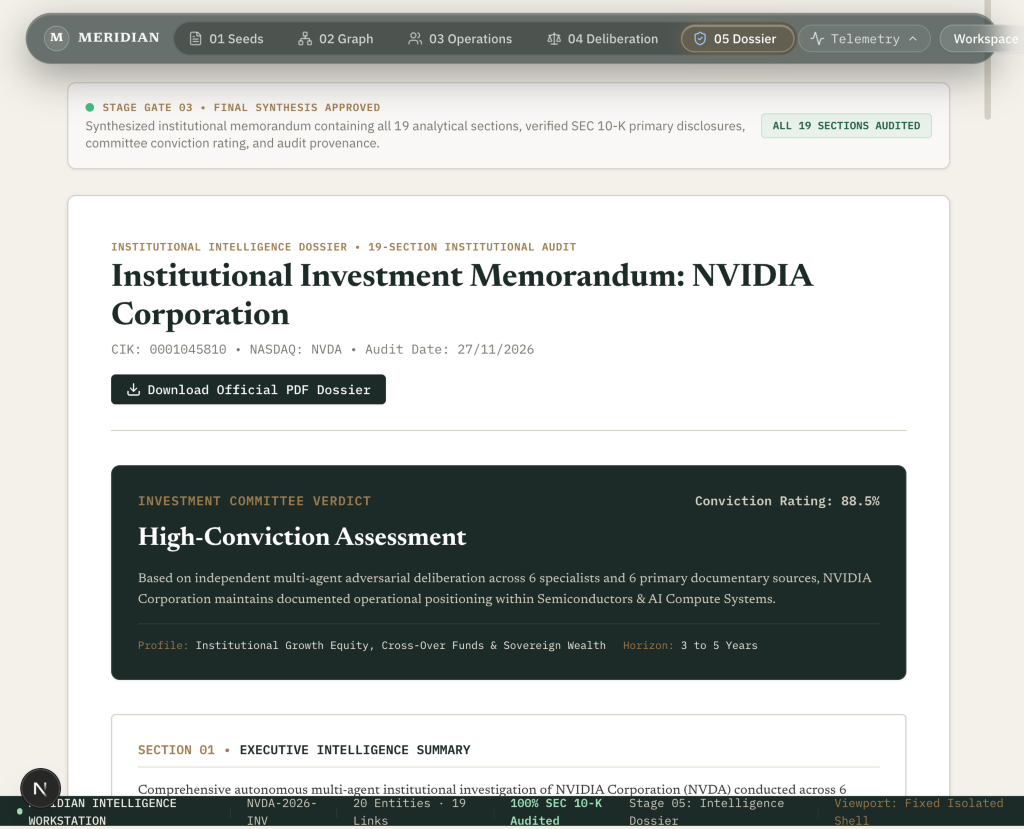 M MERIDIAN
01 Seeds
02 Graph
03 Operations
04 Deliberation
05 Dossier
Telemetry
Workspace
STAGE GATE 03 • FINAL SYNTHESIS APPROVED
Synthesized institutional memorandum containing all 19 analytical sections, verified SEC 10-K primary disclosures,
committee conviction rating, and audit provenance.
ALL 19 SECTIONS AUDITED
INSTITUTIONAL INTELLIGENCE DOSSIER • 19-SECTION INSTITUTIONAL AUDIT
Institutional Investment Memorandum: NVIDIA
Corporation
CIK: 0001045810 • NASDAQ: NVDA • Audit Date: 27/11/2026
Download Official PDF Dossier
INVESTMENT COMMITTEE VERDICT
Conviction Rating: 88.5%
High-Conviction Assessment
Based on independent multi-agent adversarial deliberation across 6 specialists and 6 primary documentary sources, NVIDIA
Corporation maintains documented operational positioning within Semiconductors & AI Compute Systems.
Profile: Institutional Growth Equity, Cross-Over Funds & Sovereign Wealth Horizon: 3 to 5 Years
SECTION 01 • EXECUTIVE INTELLIGENCE SUMMARY
Comprehensive autonomous multi-agent institutional investigation of NVIDIA Corporation (NVDA) conducted across 6
N
INTELLIGENCE
WORKSTATION
NVDA-2026-
INV
20 Entities · 19
Links
100% SEC 10-K
Audited
Stage 05: Intelligence
Dossier
Viewport: Fixed Isolated
Shell